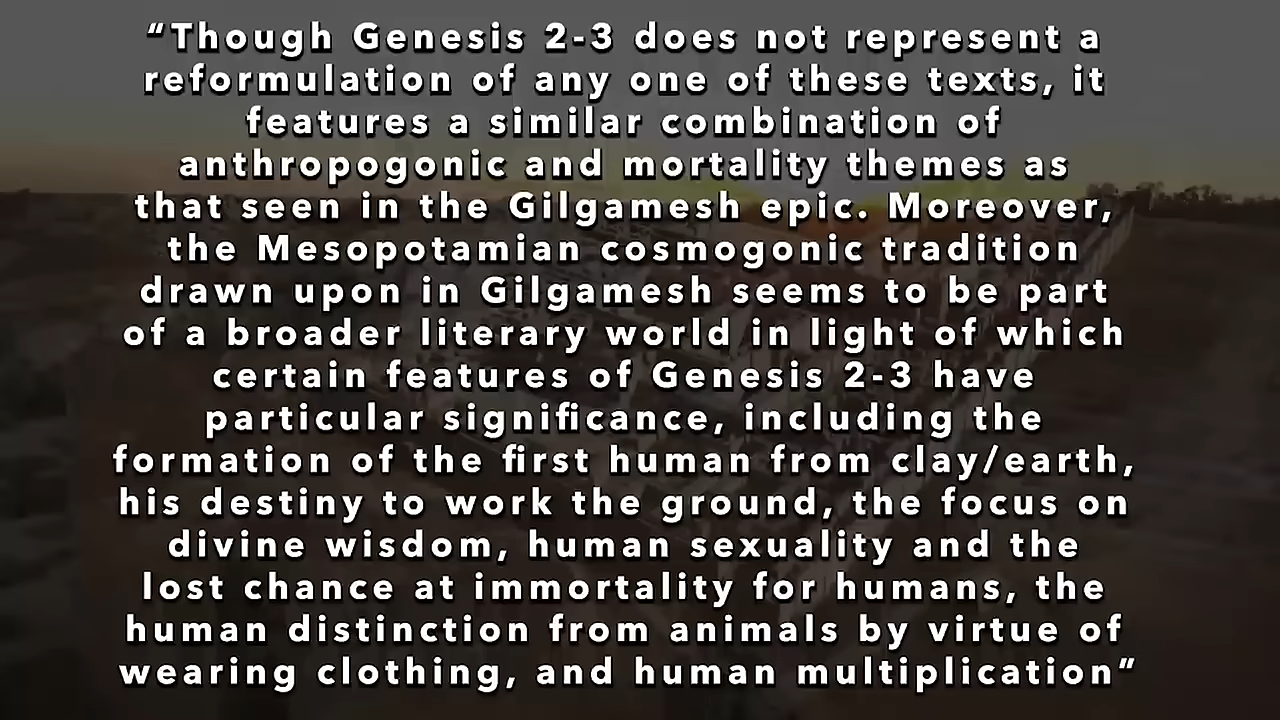 “Though Genesis 2-3 does not represent a
reformulation of any one of these texts, it
features a similar combination of
anthropogonic and mortality themes as
that seen in the Gilgamesh epic. Moreover,
the Mesopotamian cosmogonic tradition
drawn upon in Gilgamesh seems to be part
of a broader literary world in light of which
certain features of Genesis 2-3 have
particular significance, including the
formation of the first human from clay/earth,
his destiny to work the ground, the focus on
divine wisdom, human sexuality and the
lost chance at immortality for humans, the
human distinction from animals by virtue of
wearing clothing, and human multiplication”